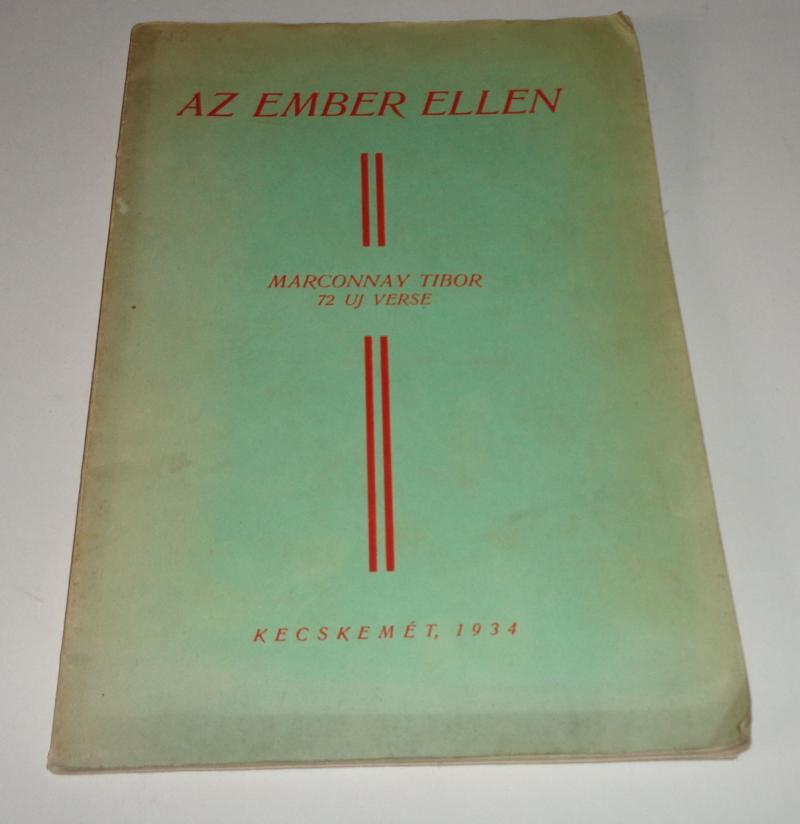 AZ EMBER ELLEN
MARCONNAY TIBOR
72 UJ VERSE
KECSKEMÉT, 1934